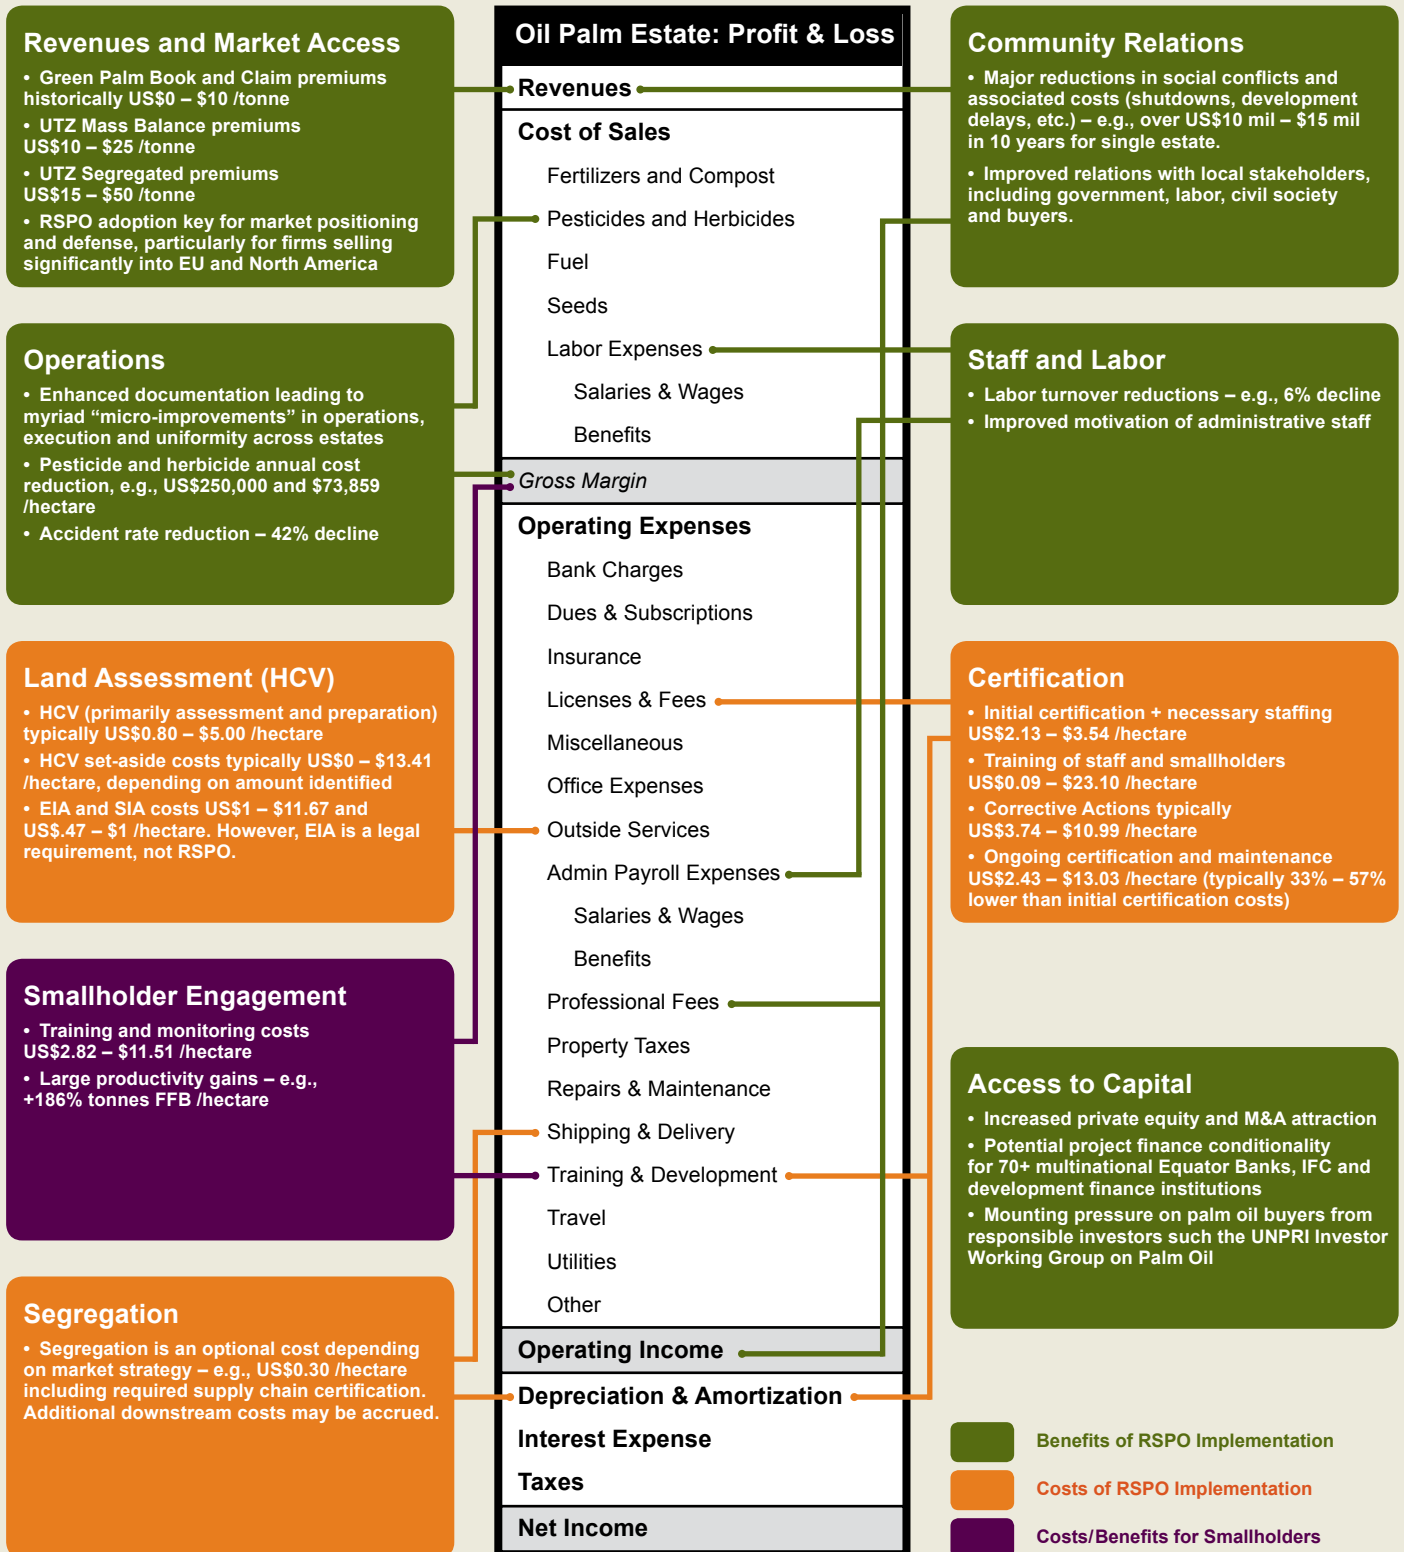 Revenues and Market Access
• Green Palm Book and Claim premiums
historically US$0 – $10 /tonne
• UTZ Mass Balance premiums
US$10 – $25 /tonne
• UTZ Segregated premiums
US$15 – $50 /tonne
• RSPO adoption key for market positioning
and defense, particularly for firms selling
significantly into EU and North America
Operations
• Enhanced documentation leading to
myriad “micro-improvements” in operations,
execution and uniformity across estates
• Pesticide and herbicide annual cost
reduction, e.g., US$250,000 and $73,859
/hectare
• Accident rate reduction – 42% decline
Land Assessment (HCV)
• HCV (primarily assessment and preparation)
typically US$0.80 – $5.00 /hectare
• HCV set-aside costs typically US$0 – $13.41
/hectare, depending on amount identified
• EIA and SIA costs US$1 – $11.67 and
US$.47 – $1 /hectare. However, EIA is a legal
requirement, not RSPO.
Smallholder Engagement
• Training and monitoring costs
US$2.82 – $11.51 /hectare
• Large productivity gains – e.g.,
+186% tonnes FFB /hectare
Segregation
• Segregation is an optional cost depending
on market strategy – e.g., US$0.30 /hectare
including required supply chain certification.
Additional downstream costs may be accrued.
Oil Palm Estate: Profit & Loss
Revenues
Cost of Sales
Fertilizers and Compost
Pesticides and Herbicides
Fuel
Seeds
Labor Expenses
Salaries & Wages
Benefits
Gross Margin
Operating Expenses
Bank Charges
Dues & Subscriptions
Insurance
Licenses & Fees
Miscellaneous
Office Expenses
Outside Services
Admin Payroll Expenses
Salaries & Wages
Benefits
Professional Fees
Property Taxes
Repairs & Maintenance
Shipping & Delivery
Training & Development
Travel
Utilities
Other
Operating Income
Depreciation & Amortization
Interest Expense
Taxes
Net Income
Community Relations
• Major reductions in social conflicts and
associated costs (shutdowns, development
delays, etc.) – e.g., over US$10 mil – $15 mil
in 10 years for single estate.
• Improved relations with local stakeholders,
including government, labor, civil society
and buyers.
Staff and Labor
• Labor turnover reductions – e.g., 6% decline
• Improved motivation of administrative staff
Certification
• Initial certification + necessary staffing
US$2.13 – $3.54 /hectare
• Training of staff and smallholders
US$0.09 – $23.10 /hectare
• Corrective Actions typically
US$3.74 – $10.99 /hectare
• Ongoing certification and maintenance
US$2.43 – $13.03 /hectare (typically 33% – 57%
lower than initial certification costs)
Access to Capital
• Increased private equity and M&A attraction
• Potential project finance conditionality
for 70+ multinational Equator Banks, IFC and
development finance institutions
• Mounting pressure on palm oil buyers from
responsible investors such the UNPRI Investor
Working Group on Palm Oil
Benefits of RSPO Implementation
Costs of RSPO Implementation
Costs/Benefits for Smallholders